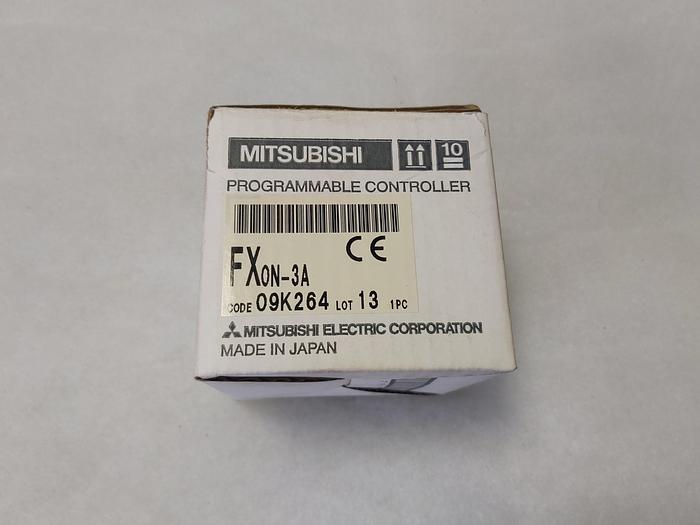 MITSUBISHI 10
PROGRAMMABLE CONTROLLER
CE
FX0N-3A
CODE 09K264 LOT 13 1PC
MITSUBISHI ELECTRIC CORPORATION
MADE IN JAPAN